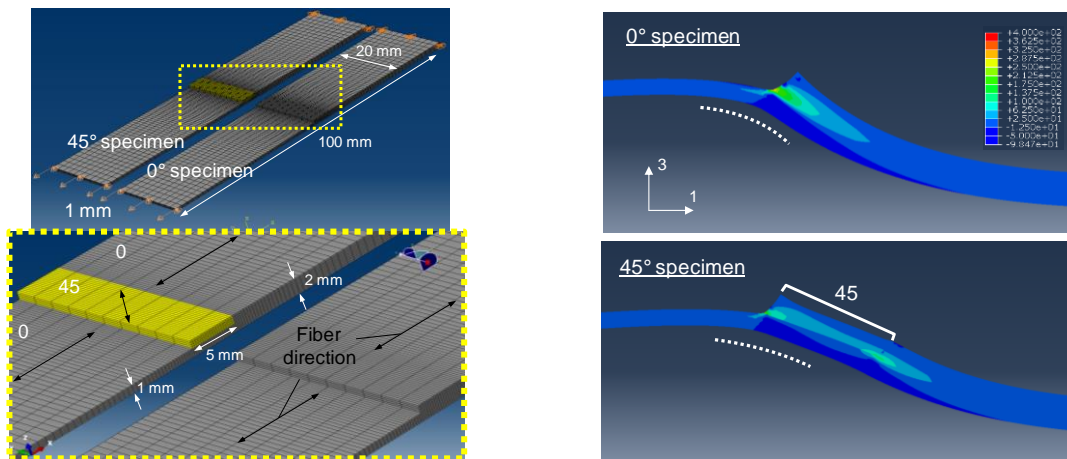 20 mm
45° specimen
100 mm
0° specimen
1 mm
0
45
2 mm
0
Fiber
direction
5 mm
1 mm
0° specimen
+4.000e+02
+3.625e+02
+3.250e+02
+2.875e+02
+2.500e+02
+2.125e+02
+1.750e+02
+1.375e+02
+1.000e+02
+6.250e+01
+2.500e+01
-1.250e+01
-5.000e+01
-9.847e+01
3
1
45° specimen
45